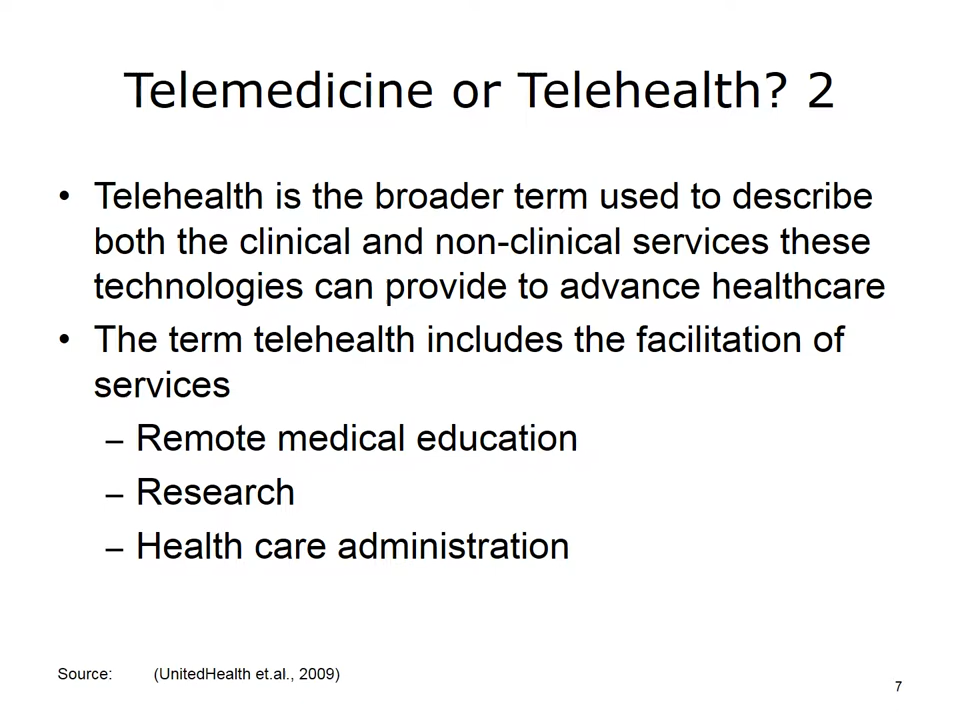 Telemedicine or Telehealth? 2
• Telehealth is the broader term used to describe
both the clinical and non-clinical services these
technologies can provide to advance healthcare
• The term telehealth includes the facilitation of
services
– Remote medical education
– Research
– Health care administration
Source: (UnitedHealth et.al., 2009)
7